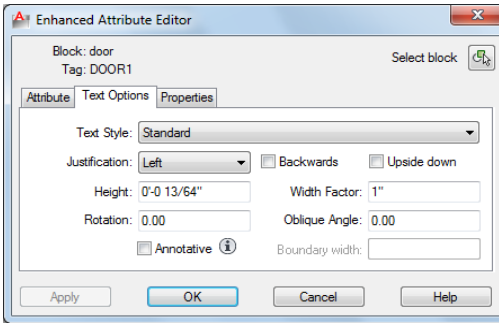 Enhanced Attribute Editor
Block: door
Tag: DOOR1
Select block
Attribute Text Options Properties
Text Style: Standard
Justification: Left Backwards Upside down
Height: 0'-0 13/64" Width Factor: 1"
Rotation: 0.00 Oblique Angle: 0.00
Annotative Boundary width:
Apply OK Cancel Help